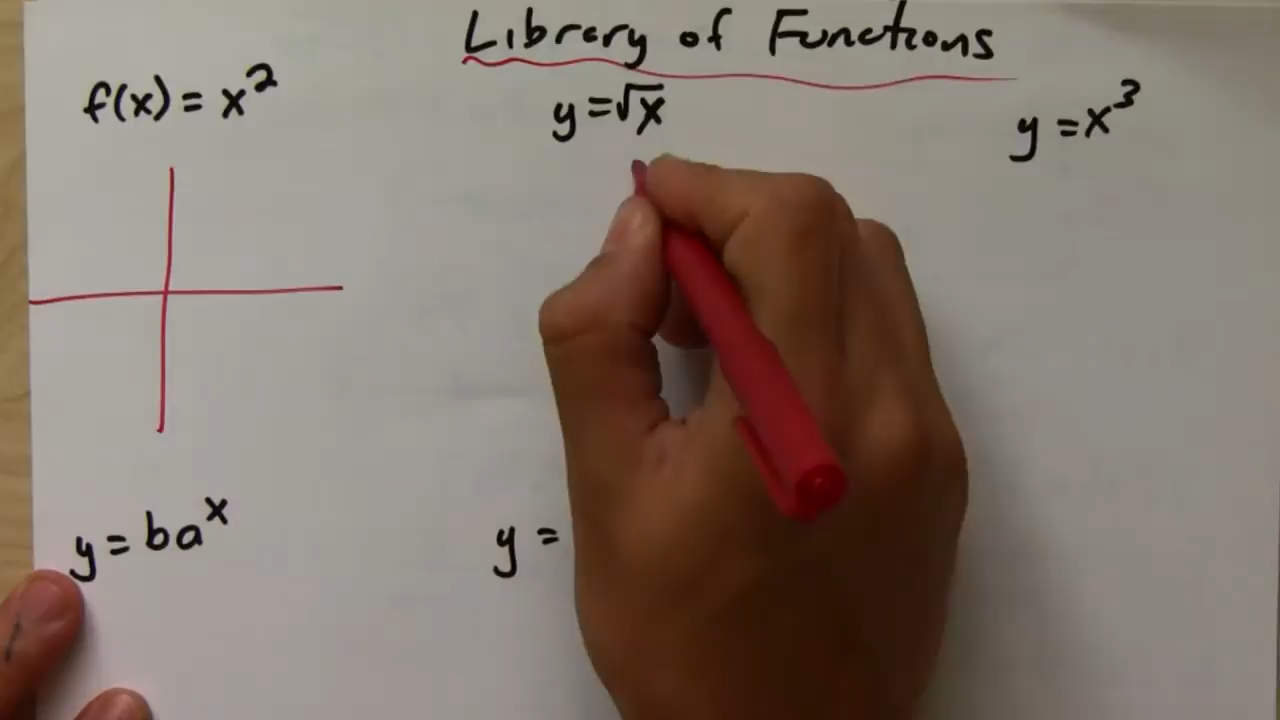 Library of Functions
f(x) = x²
y = √x
y = x³
y = ba^x
y =